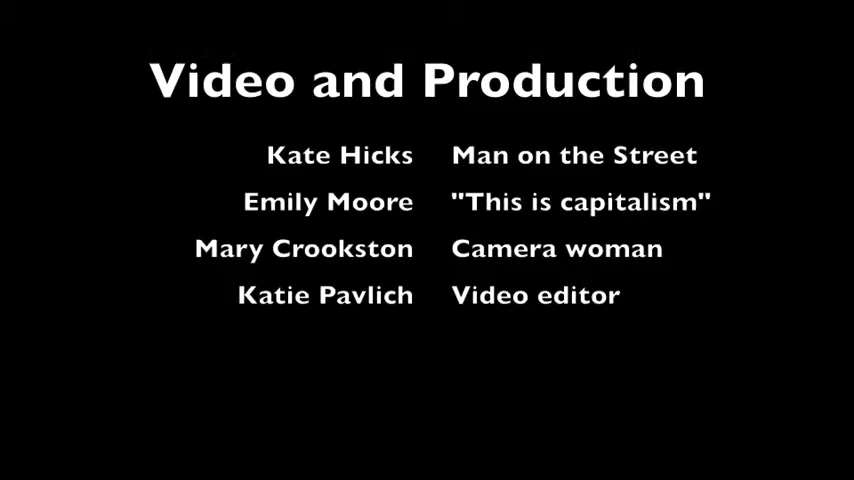 Video and Production
Kate Hicks Man on the Street
Emily Moore "This is capitalism"
Mary Crookston Camera woman
Katie Pavlich Video editor